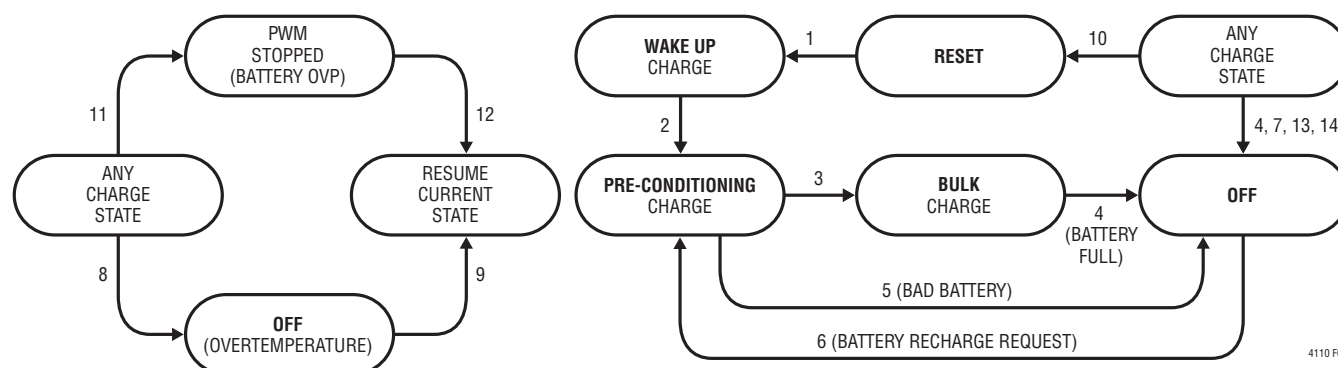 PWM
STOPPED
(BATTERY OVP)
11
12
ANY
CHARGE
STATE
RESUME
CURRENT
STATE
8
9
OFF
(OVERTEMPERATURE)
WAKE UP
CHARGE
1
RESET
10
ANY
CHARGE
STATE
2
4, 7, 13, 14
PRE-CONDITIONING
CHARGE
3
BULK
CHARGE
4
(BATTERY
FULL)
OFF
5 (BAD BATTERY)
6 (BATTERY RECHARGE REQUEST)
4110